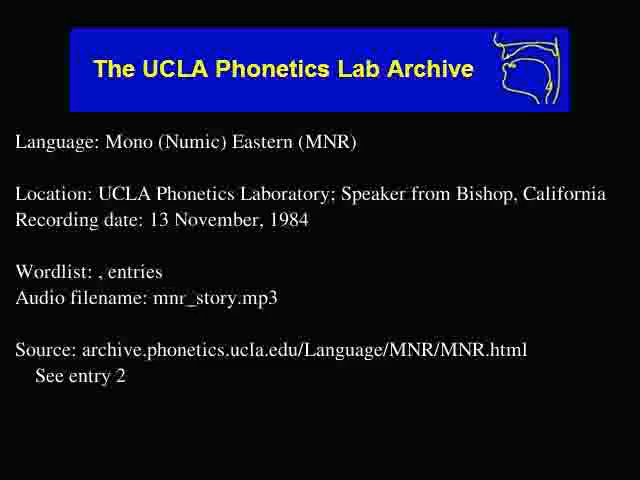 The UCLA Phonetics Lab Archive
Language: Mono (Numic) Eastern (MNR)
Location: UCLA Phonetics Laboratory; Speaker from Bishop, California
Recording date: 13 November, 1984
Wordlist: , entries
Audio filename: mnr_story.mp3
Source: archive.phonetics.ucla.edu/Language/MNR/MNR.html
See entry 2